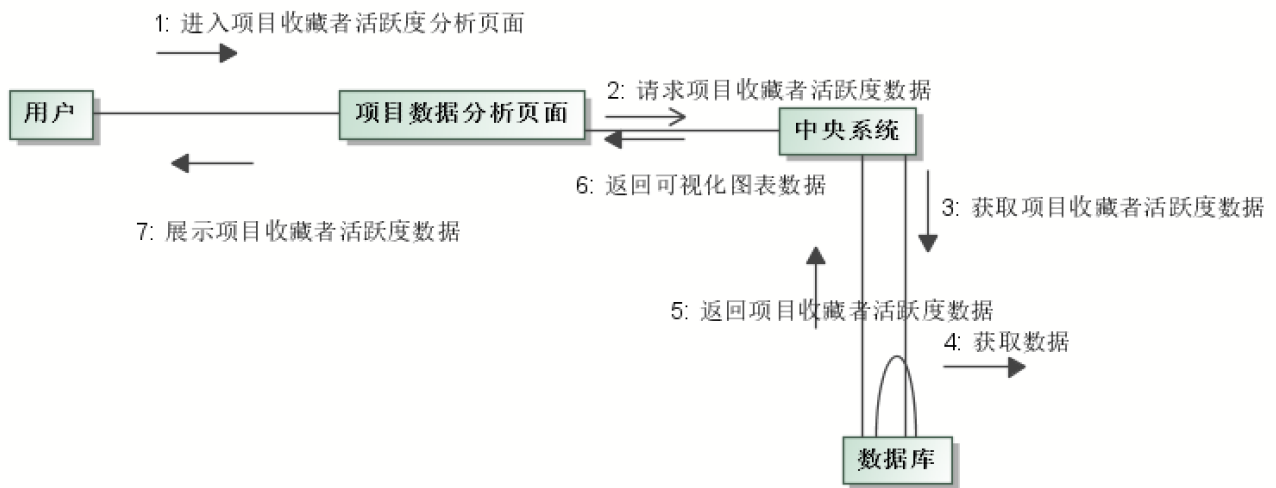 1: 进入项目收藏者活跃度分析页面
用户
项目数据分析页面
2: 请求项目收藏者活跃度数据
中央系统
6: 返回可视化图表数据
3: 获取项目收藏者活跃度数据
7: 展示项目收藏者活跃度数据
5: 返回项目收藏者活跃度数据
4: 获取数据
数据库